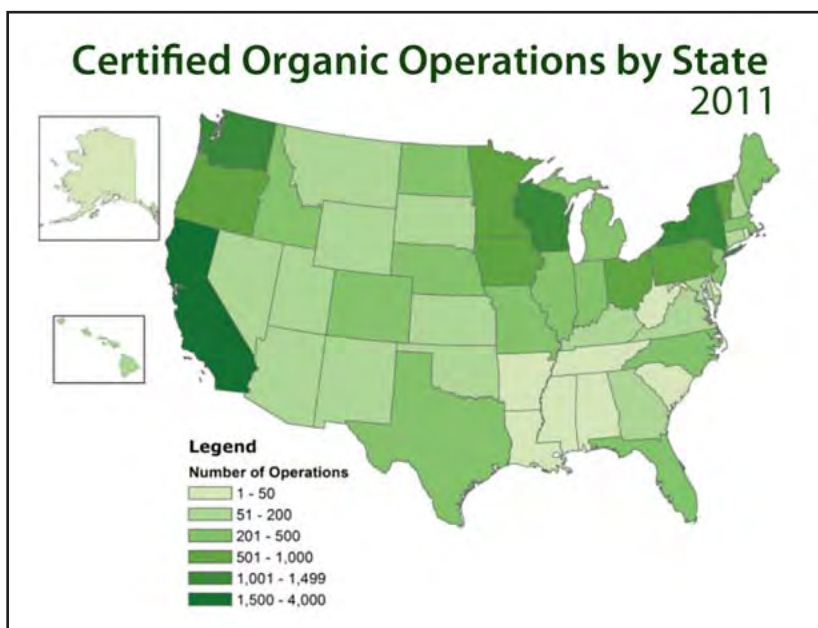 Certified Organic Operations by State
2011
Legend
Number of Operations
1 - 50
51 - 200
201 - 500
501 - 1,000
1,001 - 1,499
1,500 - 4,000